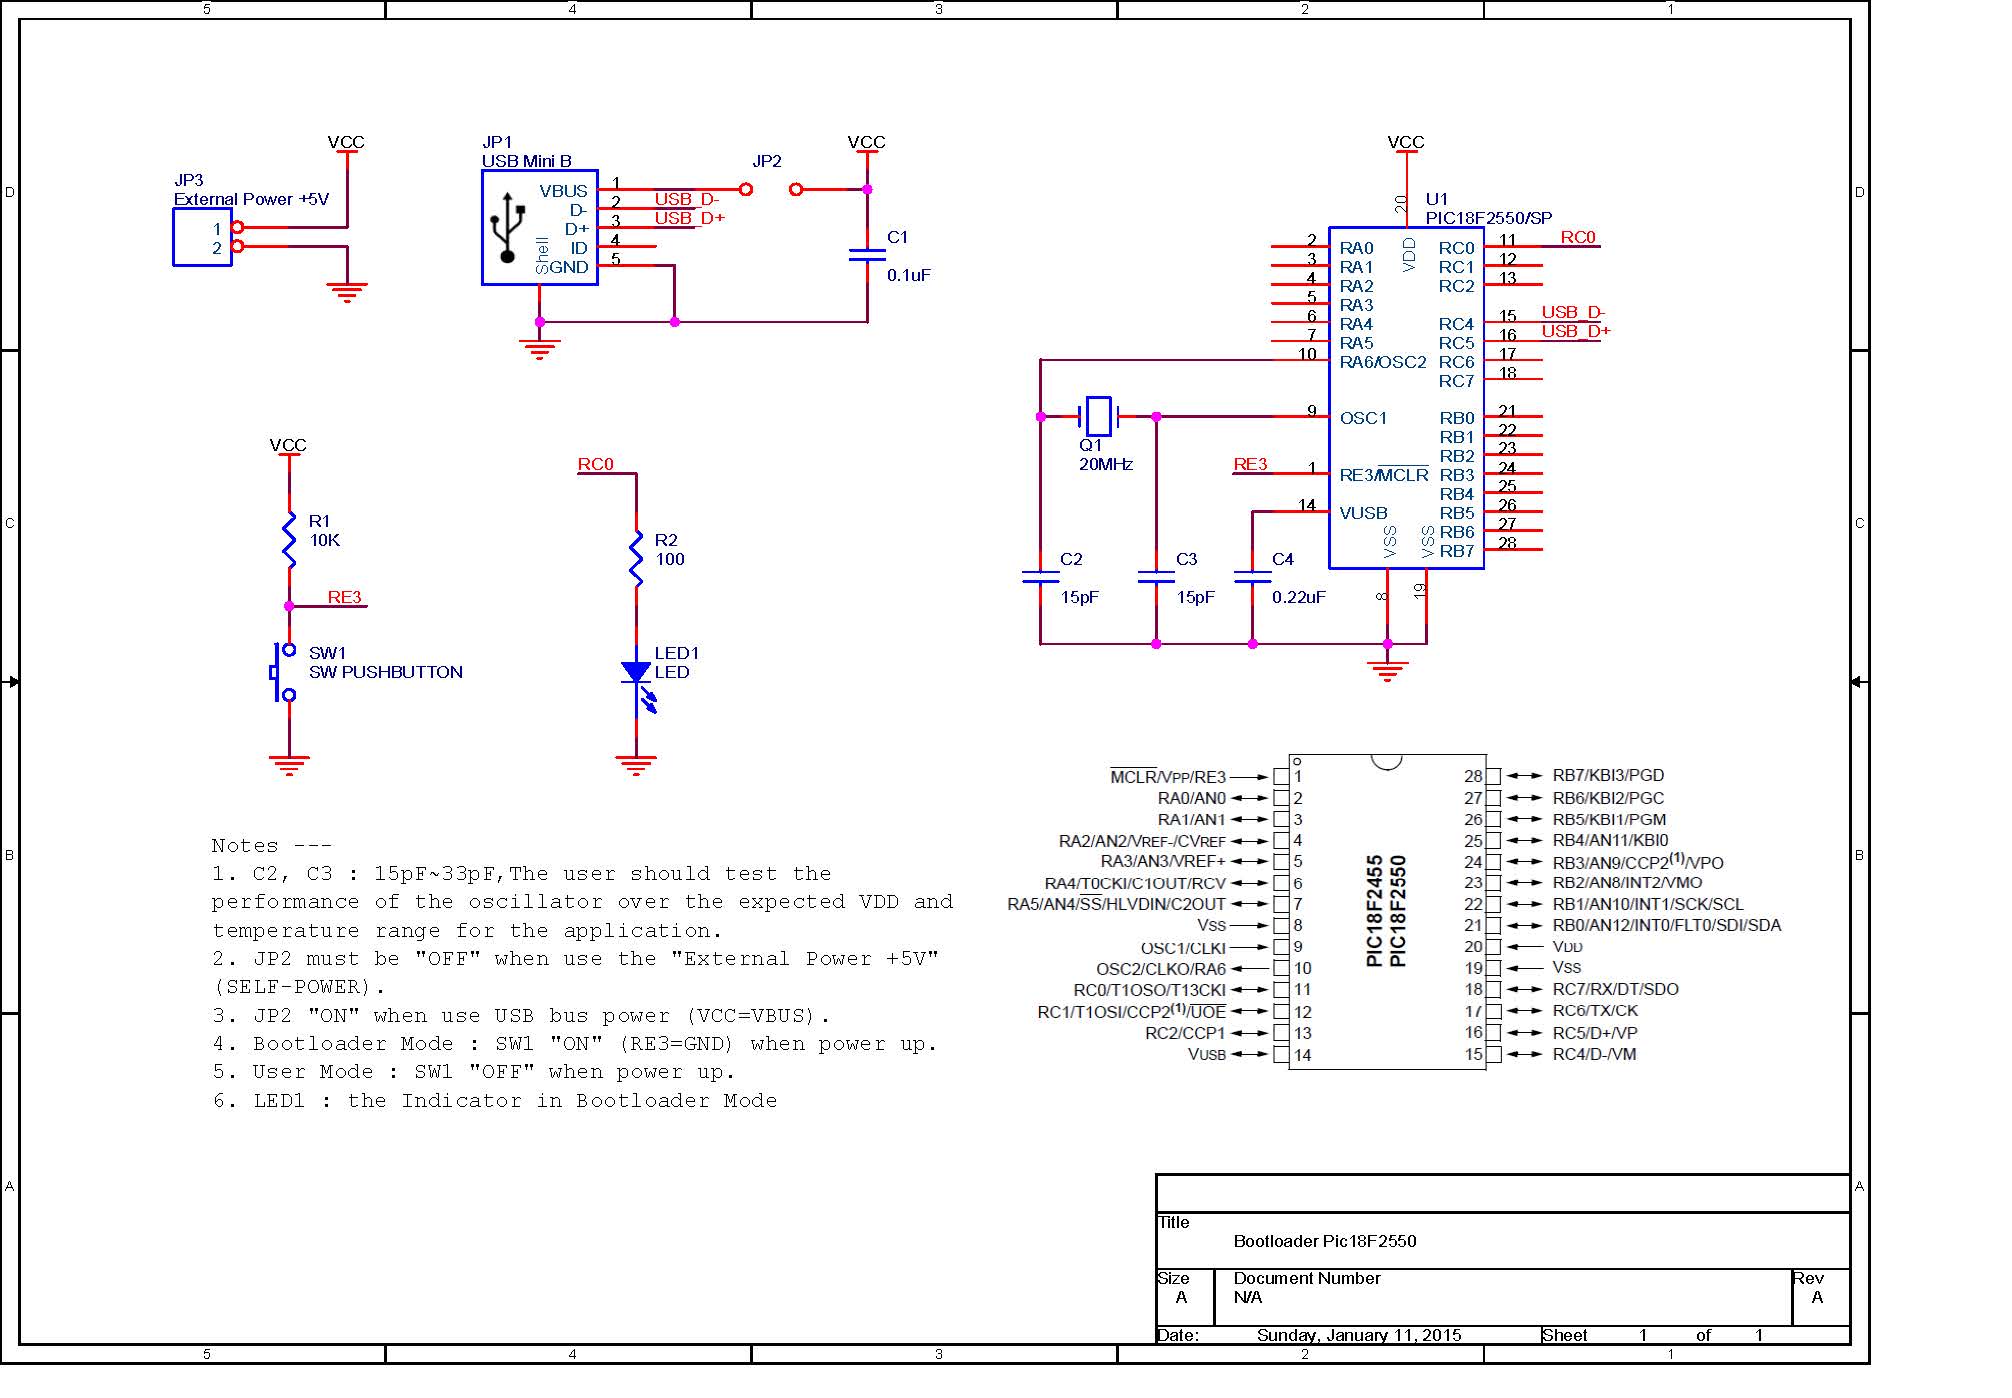 5 4 3 2 1
D D
C C
B B
A A
VCC
JP3
External Power +5V
1
2
JP1
USB Mini B
VBUS 1
D- 2 USB_D-
D+ 3 USB_D+
ID 4
GND 5
Shell
JP2
VCC
C1
0.1uF
VCC
20
VDD
U1
PIC18F2550/SP
2 RA0
3 RA1
4 RA2
5 RA3
6 RA4
7 RA5
10 RA6/OSC2
9 OSC1
1 RE3/MCLR
RE3
14 VUSB
RC0 11 RC0
RC1 12
RC2 13
RC4 15 USB_D-
RC5 16 USB_D+
RC6 17
RC7 18
RB0 21
RB1 22
RB2 23
RB3 24
RB4 25
RB5 26
RB6 27
RB7 28
VSS VSS
8 19
Q1
20MHz
C2
15pF
C3
15pF
C4
0.22uF
VCC
R1
10K
RE3
SW1
SW PUSHBUTTON
RC0
R2
100
LED1
LED
Notes ---
1. C2, C3 : 15pF~33pF,The user should test the
performance of the oscillator over the expected VDD and
temperature range for the application.
2. JP2 must be "OFF" when use the "External Power +5V"
(SELF-POWER).
3. JP2 "ON" when use USB bus power (VCC=VBUS).
4. Bootloader Mode : SW1 "ON" (RE3=GND) when power up.
5. User Mode : SW1 "OFF" when power up.
6. LED1 : the Indicator in Bootloader Mode
MCLR/VPP/RE3 1
RA0/AN0 2
RA1/AN1 3
RA2/AN2/VREF-/CVREF 4
RA3/AN3/VREF+ 5
RA4/T0CKI/C1OUT/RCV 6
RA5/AN4/SS/HLVDIN/C2OUT 7
VSS 8
OSC1/CLKI 9
OSC2/CLKO/RA6 10
RC0/T1OSO/T13CKI 11
RC1/T1OSI/CCP2(1)/UOE 12
RC2/CCP1 13
VUSB 14
PIC18F2455
PIC18F2550
28 RB7/KBI3/PGD
27 RB6/KBI2/PGC
26 RB5/KBI1/PGM
25 RB4/AN11/KBI0
24 RB3/AN9/CCP2(1)/VPO
23 RB2/AN8/INT2/VMO
22 RB1/AN10/INT1/SCK/SCL
21 RB0/AN12/INT0/FLT0/SDI/SDA
20 VDD
19 VSS
18 RC7/RX/DT/SDO
17 RC6/TX/CK
16 RC5/D+/VP
15 RC4/D-/VM
Title
Bootloader Pic18F2550
Size Document Number Rev
A N/A A
Date: Sunday, January 11, 2015 Sheet 1 of 1
5 4 3 2 1